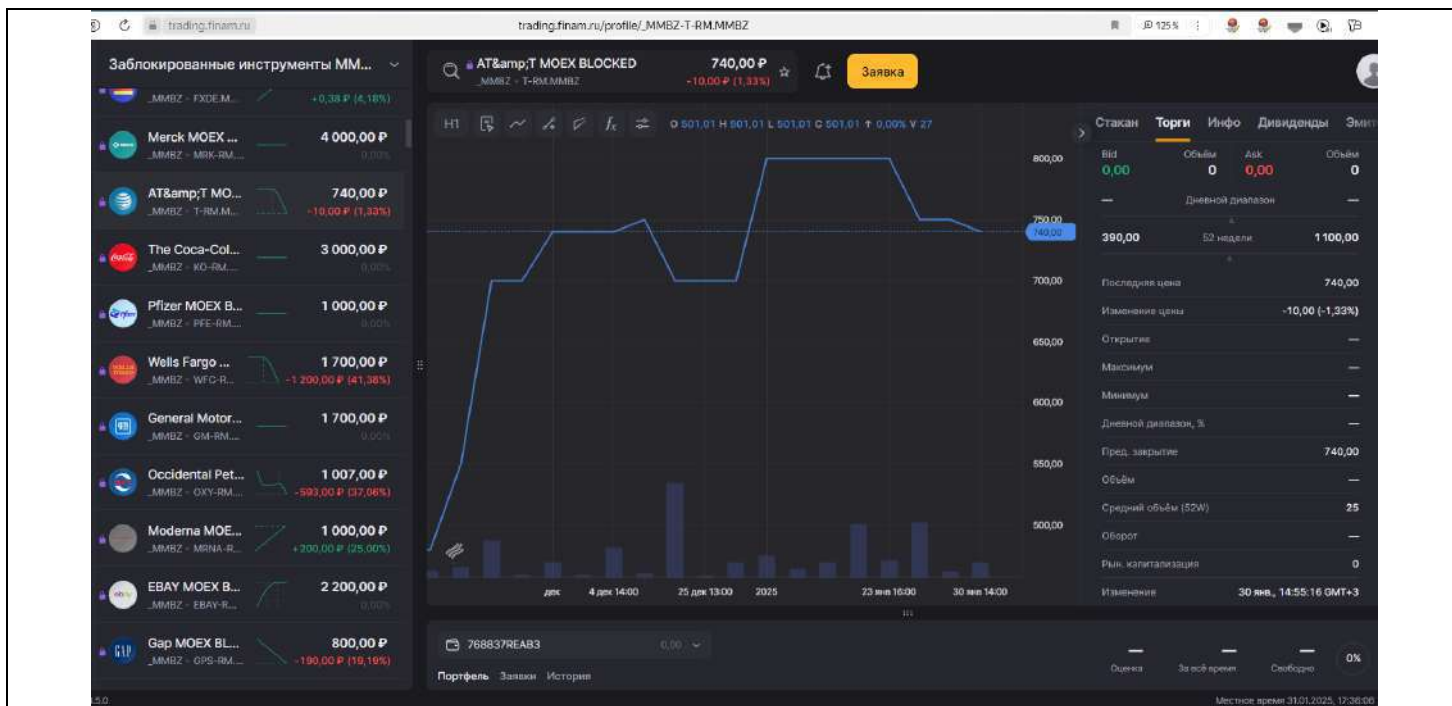 trading.finam.ru
trading.finam.ru/profile/_MMBZ-T-RM.MMBZ
125 %
Заблокированные инструменты ММ...
_MMBZ - FXDE.M...
+0,38 ₽ (4,18%)
Merck MOEX ...
4 000,00 ₽
_MMBZ - MRK-RM....
0,00%
AT&amp;T MO...
740,00 ₽
_MMBZ - T-RM.M...
-10,00 ₽ (1,33%)
The Coca-Col...
3 000,00 ₽
_MMBZ - KO-RM....
0,00%
Pfizer MOEX B...
1 000,00 ₽
_MMBZ - PFE-RM....
0,00%
Wells Fargo ...
1 700,00 ₽
_MMBZ - WFC-R...
-1 200,00 ₽ (41,38%)
General Motor...
1 700,00 ₽
_MMBZ - GM-RM....
0,00%
Occidental Pet...
1 007,00 ₽
_MMBZ - OXY-RM....
-593,00 ₽ (37,06%)
Moderna MOE...
1 000,00 ₽
_MMBZ - MRNA-R...
+200,00 ₽ (25,00%)
EBAY MOEX B...
2 200,00 ₽
_MMBZ - EBAY-R...
0,00%
GAP
Gap MOEX BL...
800,00 ₽
_MMBZ - GPS-RM....
-190,00 ₽ (19,19%)
AT&amp;T MOEX BLOCKED
740,00 ₽
_MMBZ - T-RM.MMBZ
-10,00 ₽ (1,33%)
Заявка
H1
O 501,01 H 501,01 L 501,01 C 501,01 ↑ 0,00% V 27
800,00
750,00
740,00
700,00
650,00
600,00
550,00
500,00
дек
4 дек 14:00
25 дек 13:00
2025
23 янв 16:00
30 янв 14:00
768837REAB3
0,00
Портфель Заявки История
Стакан Торги Инфо Дивиденды Эмит
Bid Объём Ask Объём
0,00 0 0,00 0
— Дневной диапазон —
390,00 52 недели 1 100,00
Последняя цена 740,00
Изменение цены -10,00 (-1,33%)
Открытие —
Максимум —
Минимум —
Дневной диапазон, % —
Пред. закрытие 740,00
Объём —
Средний объём (52W) 25
Оборот —
Рын. капитализация 0
Изменение 30 янв., 14:55:16 GMT+3
— — —
Оценка За всё время Свободно
0%
Местное время 31.01.2025, 17:36:06